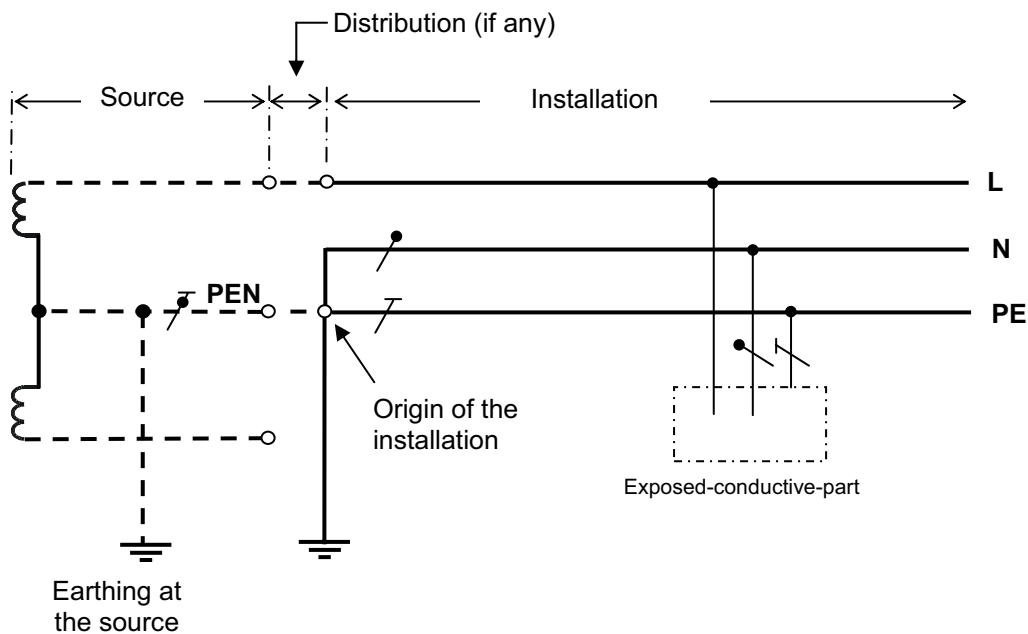 Distribution (if any)
Source
Installation
L
N
PEN
PE
Origin of the
installation
Exposed-conductive-part
Earthing at
the source